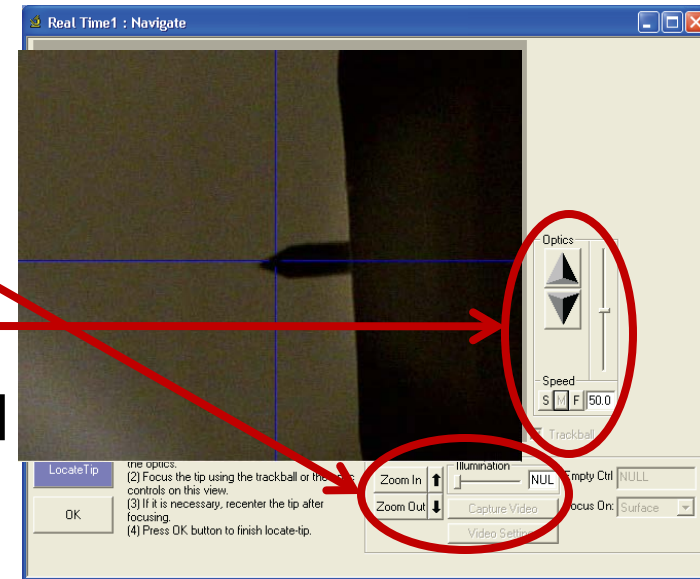 Real Time1 : Navigate
Optics
Speed
S M F 50.0
Trackball
LocateTip
OK
the optics.
(2) Focus the tip using the trackball or the
controls on this view.
(3) If it is necessary, recenter the tip after
focusing.
(4) Press OK button to finish locate-tip.
Zoom In
Zoom Out
Illumination
NUL
Capture Video
Video Setting
Empty Ctrl NULL
Focus On: Surface